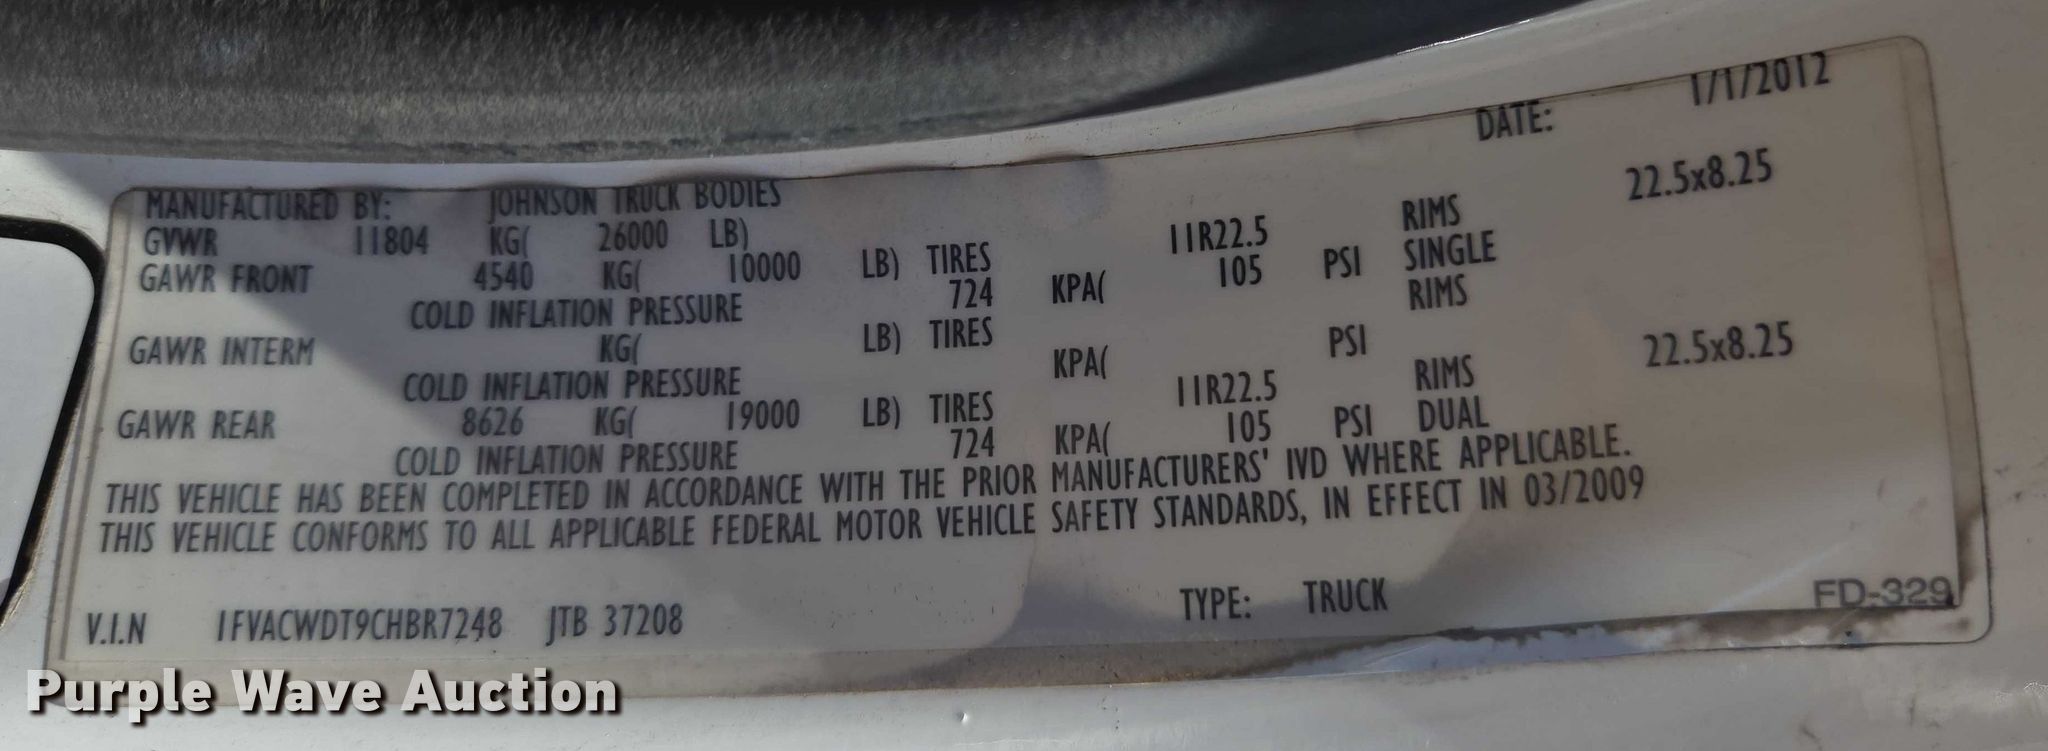 DATE: 1/1/2012
MANUFACTURED BY: JOHNSON TRUCK BODIES
GVWR 11804 KG( 26000 LB)
GAWR FRONT 4540 KG( 10000 LB) TIRES 11R22.5 RIMS 22.5x8.25
COLD INFLATION PRESSURE 724 KPA( 105 PSI SINGLE
GAWR INTERM KG( LB) TIRES RIMS
COLD INFLATION PRESSURE KPA( PSI
GAWR REAR 8626 KG( 19000 LB) TIRES 11R22.5 RIMS 22.5x8.25
COLD INFLATION PRESSURE 724 KPA( 105 PSI DUAL
THIS VEHICLE HAS BEEN COMPLETED IN ACCORDANCE WITH THE PRIOR MANUFACTURERS' IVD WHERE APPLICABLE.
THIS VEHICLE CONFORMS TO ALL APPLICABLE FEDERAL MOTOR VEHICLE SAFETY STANDARDS, IN EFFECT IN 03/2009
V.I.N 1FVACWDT9CHBR7248 JTB 37208 TYPE: TRUCK
FD-329
Purple Wave Auction